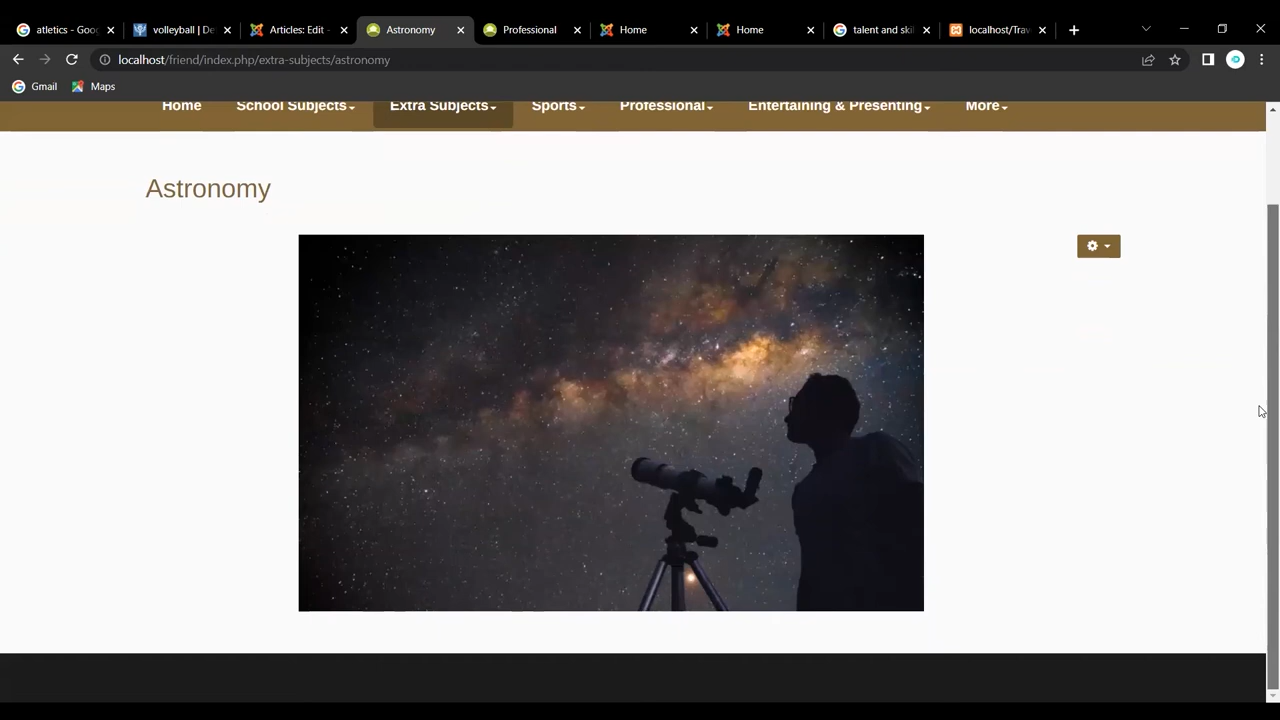 atletics - Goog
volleyball | De
Articles: Edit -
Astronomy
Professional
Home
Home
talent and skil
localhost/Trav
localhost/friend/index.php/extra-subjects/astronomy
Gmail
Maps
Home
School Subjects
Extra Subjects
Sports
Professional
Entertaining & Presenting
More
Astronomy